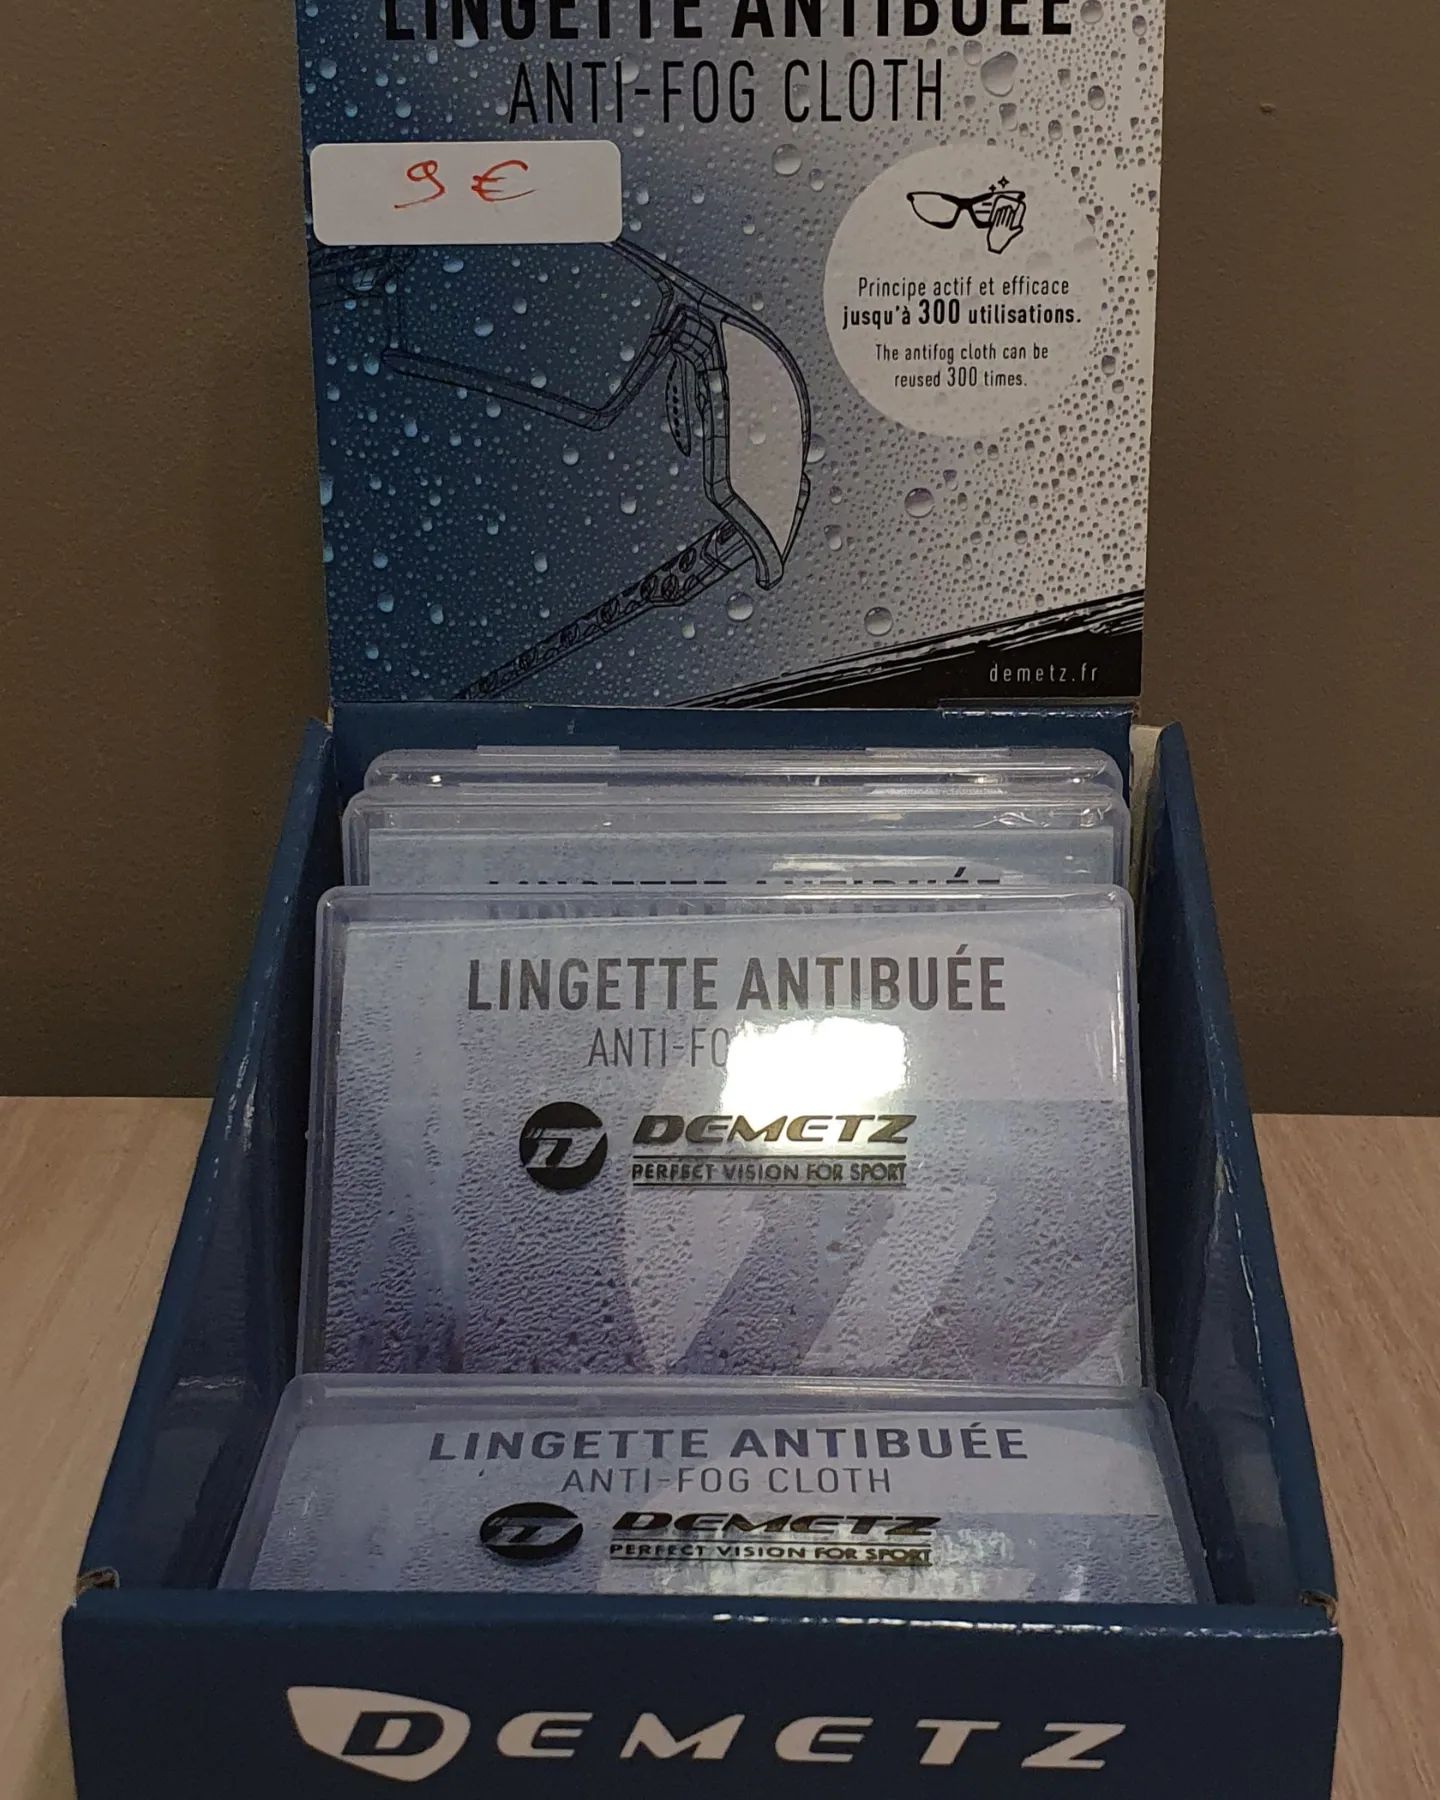 LINGETTE ANTIBUÉE
ANTI-FOG CLOTH
9 €
Principe actif et efficace
jusqu'à 300 utilisations.
The antifog cloth can be
reused 300 times.
demetz.fr
LINGETTE ANTIBUÉE
LINGETTE ANTIBUÉE
ANTI-FO
DEMETZ
PERFECT VISION FOR SPORT
LINGETTE ANTIBUÉE
ANTI-FOG CLOTH
DEMETZ
PERFECT VISION FOR SPORT
DEMETZ